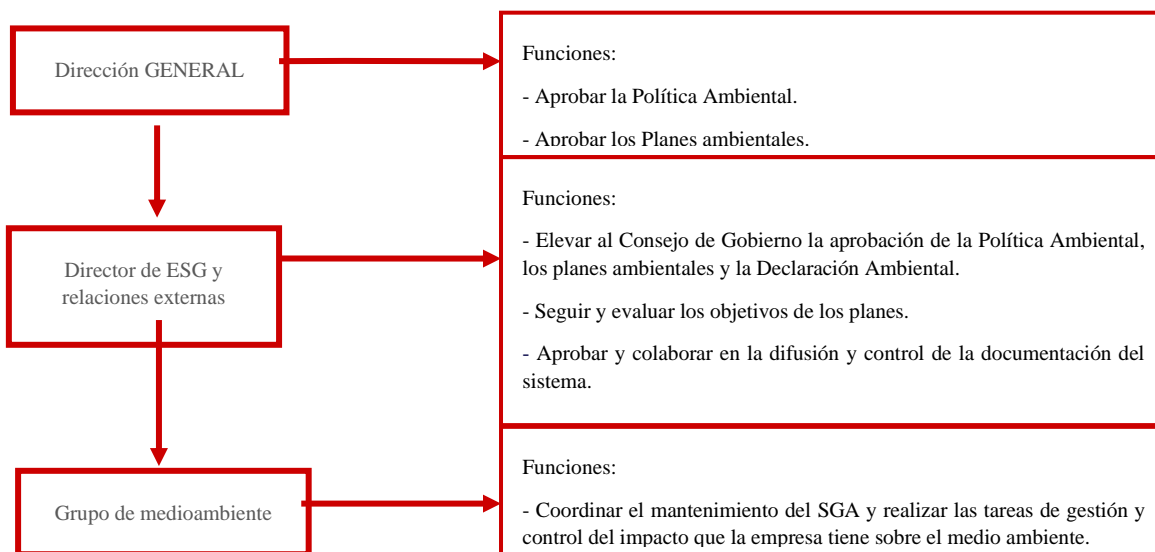 Dirección GENERAL
Funciones:
- Aprobar la Política Ambiental.
- Aprobar los Planes ambientales.
Director de ESG y
relaciones externas
Funciones:
- Elevar al Consejo de Gobierno la aprobación de la Política Ambiental,
los planes ambientales y la Declaración Ambiental.
- Seguir y evaluar los objetivos de los planes.
- Aprobar y colaborar en la difusión y control de la documentación del
sistema.
Grupo de medioambiente
Funciones:
- Coordinar el mantenimiento del SGA y realizar las tareas de gestión y
control del impacto que la empresa tiene sobre el medio ambiente.